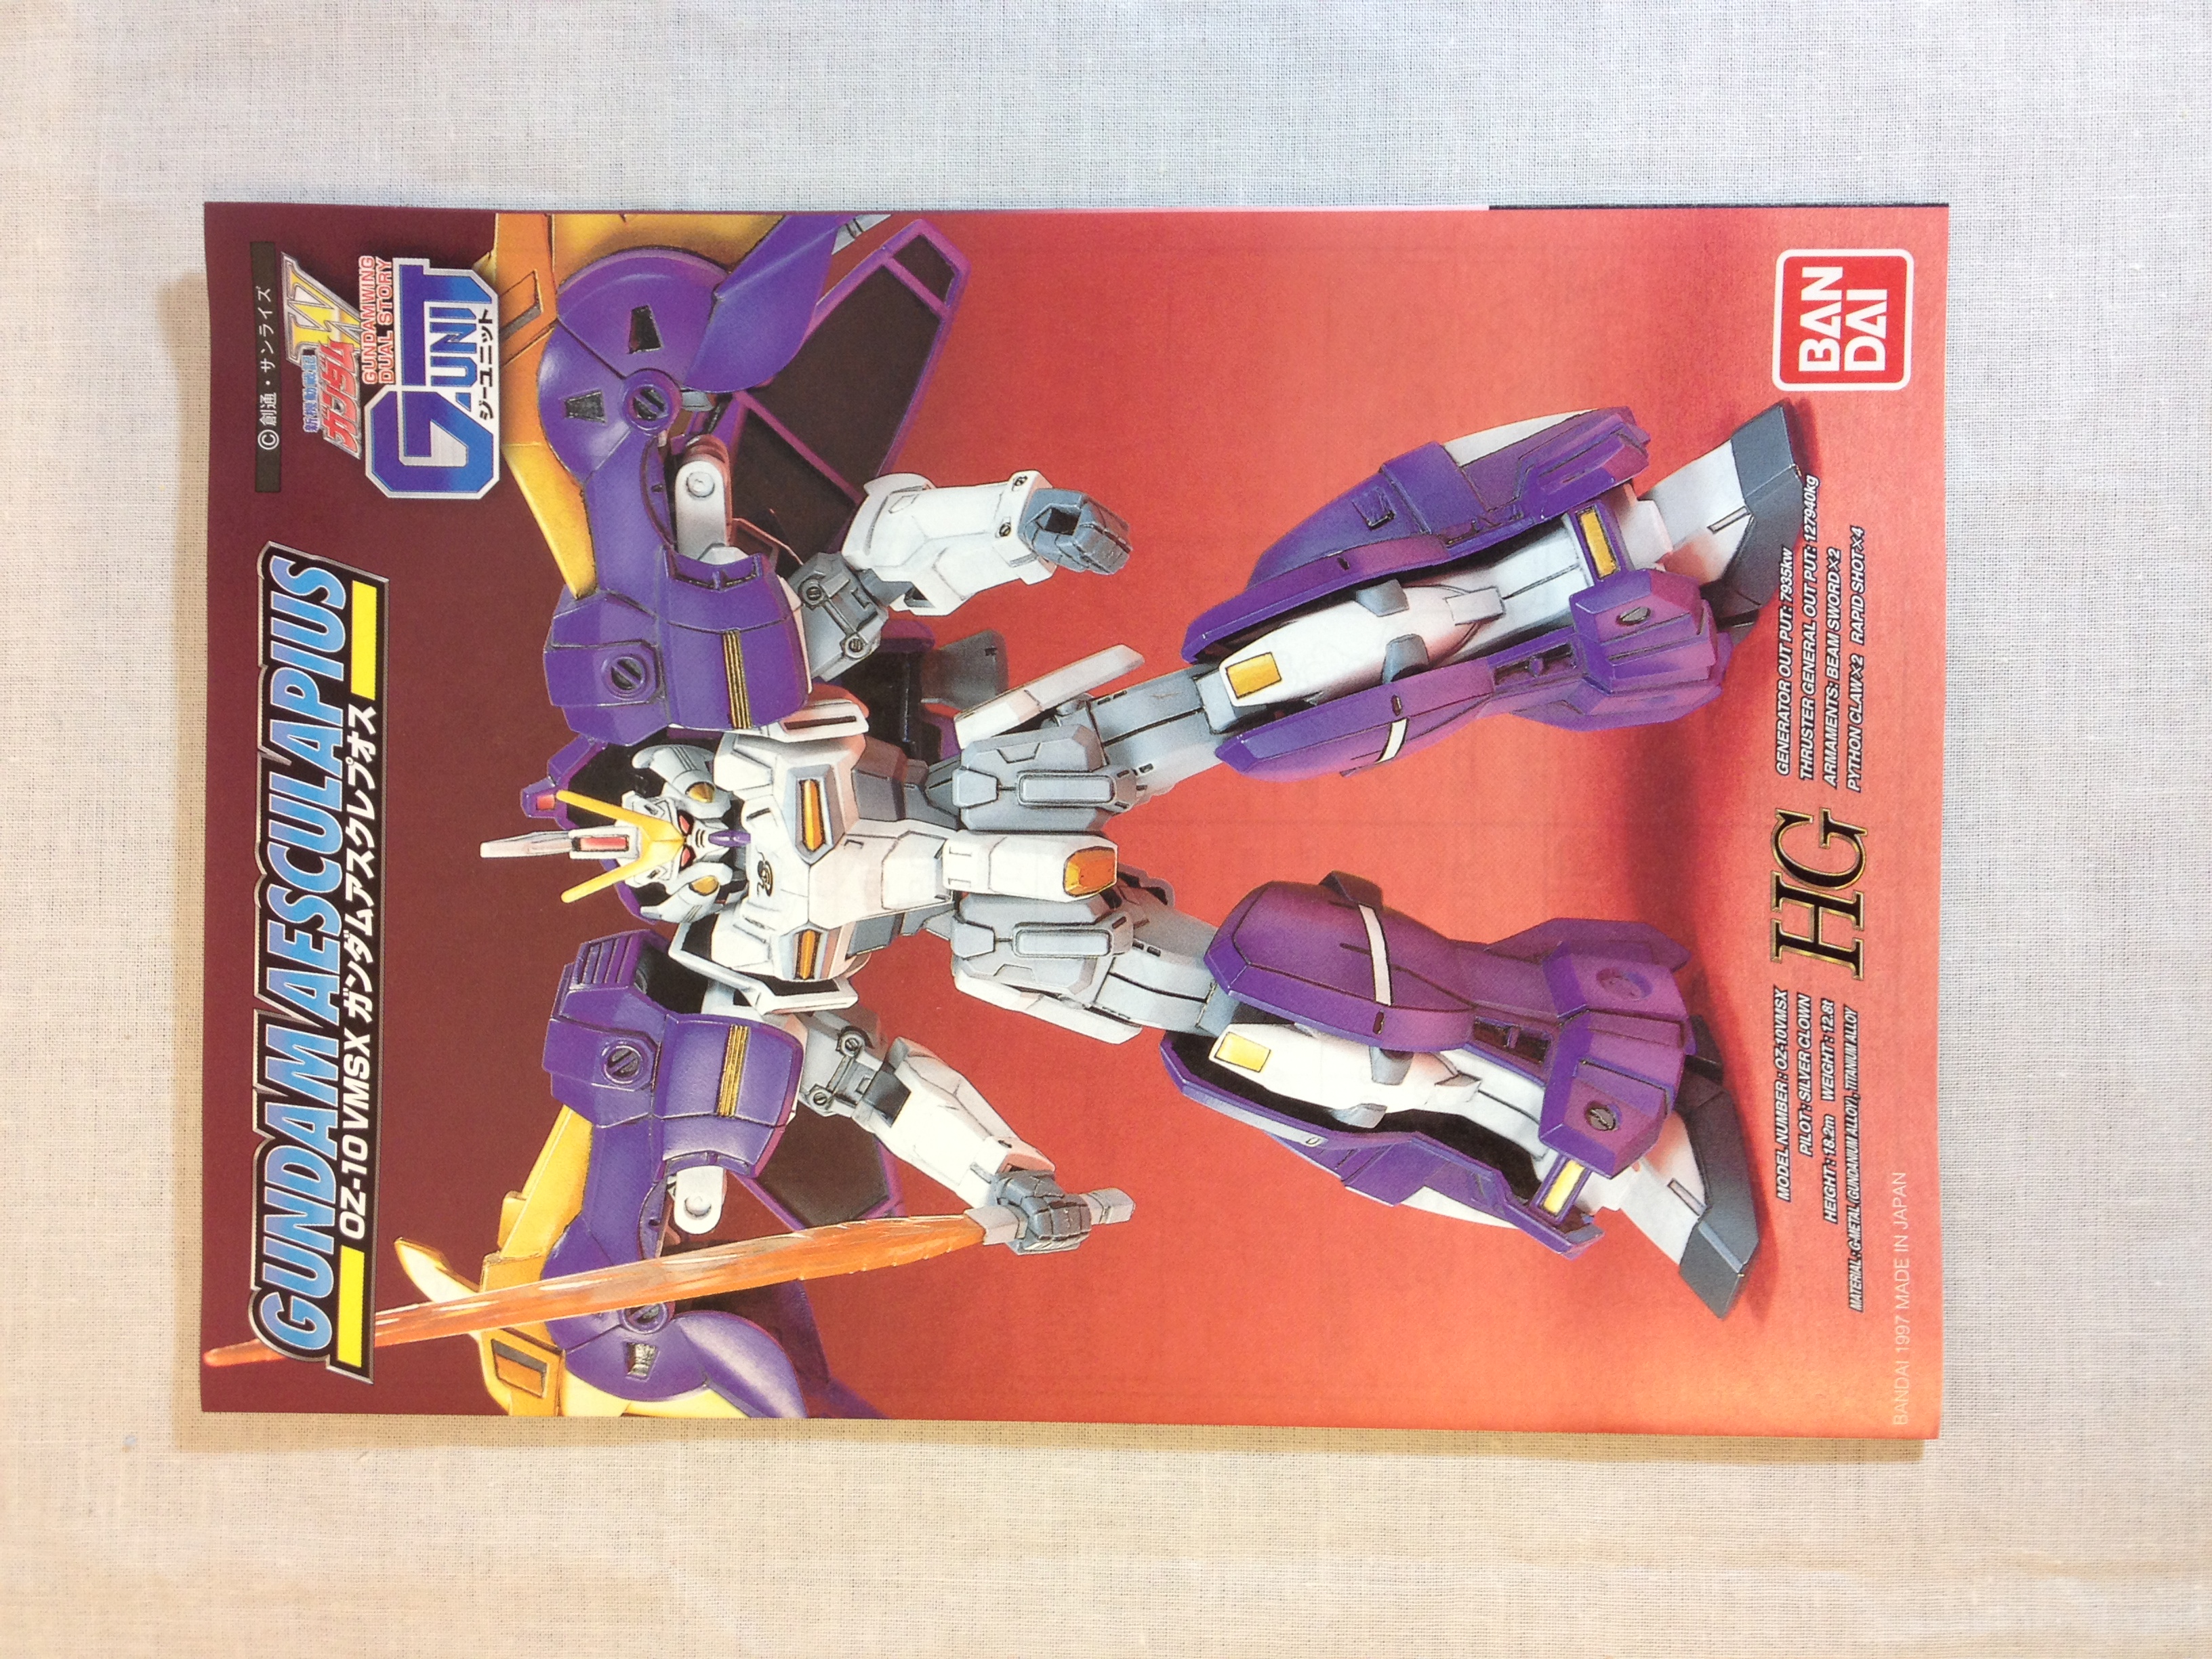 ©創通・サンライズ
GUNDAM AESCULAPIUS
OZ-10VMSX ガンダムアスクレプオス
新機動戦記
ガンダムW
GUNDAMWING
DUAL STORY
G-UNIT
ジーユニット
MODEL NUMBER : OZ-10VMSX
PILOT : SILVER CLOWN
HEIGHT : 18.2m WEIGHT : 12.8t
MATERIAL : G-METAL (GUNDANIUM ALLOY), TITANIUM ALLOY
HG
GENERATOR OUT PUT : 7935kw
THRUSTER GENERAL OUT PUT : 127940kg
ARMAMENTS : BEAM SWORD×2
PYTHON CLAW×2 RAPID SHOT×4
BAN
DAI
BANDAI 1997 MADE IN JAPAN